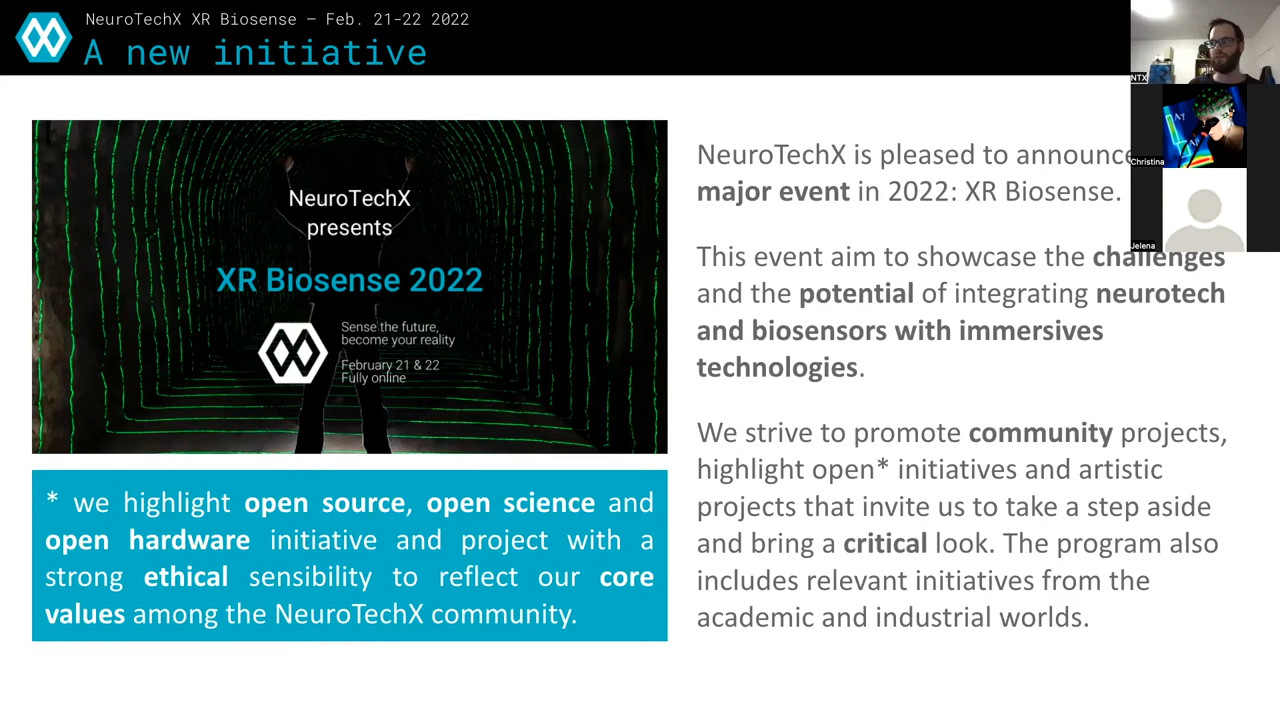 NeuroTechX XR Biosense – Feb. 21-22 2022
A new initiative
NTX
Christina
Jelena
NeuroTechX
presents
XR Biosense 2022
Sense the future,
become your reality
February 21 & 22
Fully online
* we highlight open source, open science and
open hardware initiative and project with a
strong ethical sensibility to reflect our core
values among the NeuroTechX community.
NeuroTechX is pleased to announce
major event in 2022: XR Biosense.
This event aim to showcase the challenges
and the potential of integrating neurotech
and biosensors with immersives
technologies.
We strive to promote community projects,
highlight open* initiatives and artistic
projects that invite us to take a step aside
and bring a critical look. The program also
includes relevant initiatives from the
academic and industrial worlds.